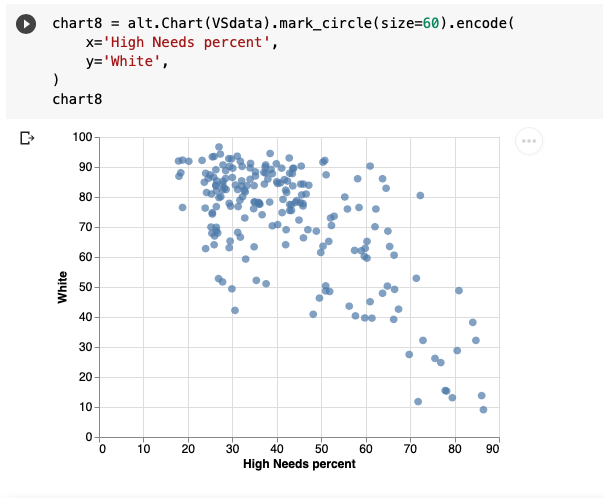 chart8 = alt.Chart(VSdata).mark_circle(size=60).encode(
    x='High Needs percent',
    y='White',
)
chart8
100
90
80
70
60
50
40
30
20
10
0
White
0 10 20 30 40 50 60 70 80 90
High Needs percent